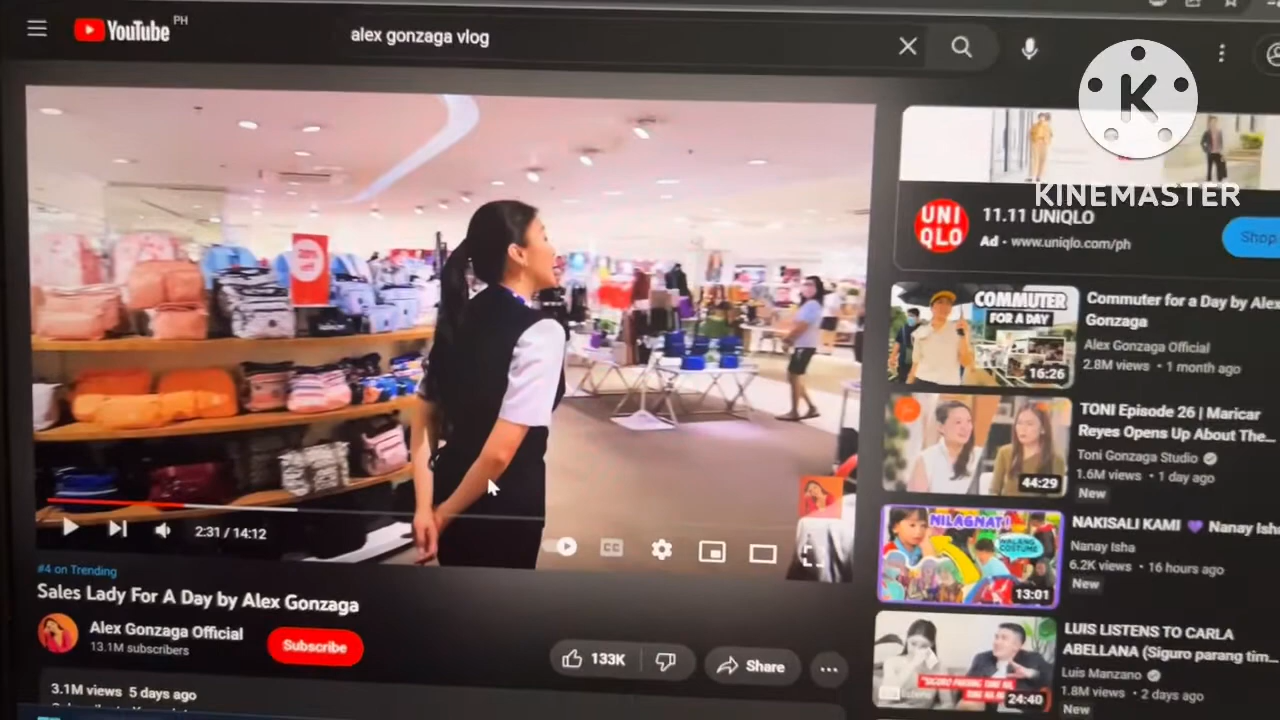 YouTube PH
alex gonzaga vlog
K
KINEMASTER
UNI
QLO
11.11 UNIQLO
Ad · www.uniqlo.com/ph
Shop
COMMUTER
FOR A DAY
16:26
Commuter for a Day by Alex
Gonzaga
Alex Gonzaga Official
2.8M views • 1 month ago
44:29
TONI Episode 26 | Maricar
Reyes Opens Up About The...
Toni Gonzaga Studio
1.6M views • 1 day ago
New
NILAGNAT!
WALANG
COSTUME
13:01
NAKISALI KAMI 💜 Nanay Isha
Nanay Isha
6.2K views • 16 hours ago
New
24:40
LUIS LISTENS TO CARLA
ABELLANA (Siguro parang tim...
Luis Manzano
1.8M views • 2 days ago
New
2:31 / 14:12
CC
#4 on Trending
Sales Lady For A Day by Alex Gonzaga
Alex Gonzaga Official
13.1M subscribers
Subscribe
133K
Share
3.1M views 5 days ago